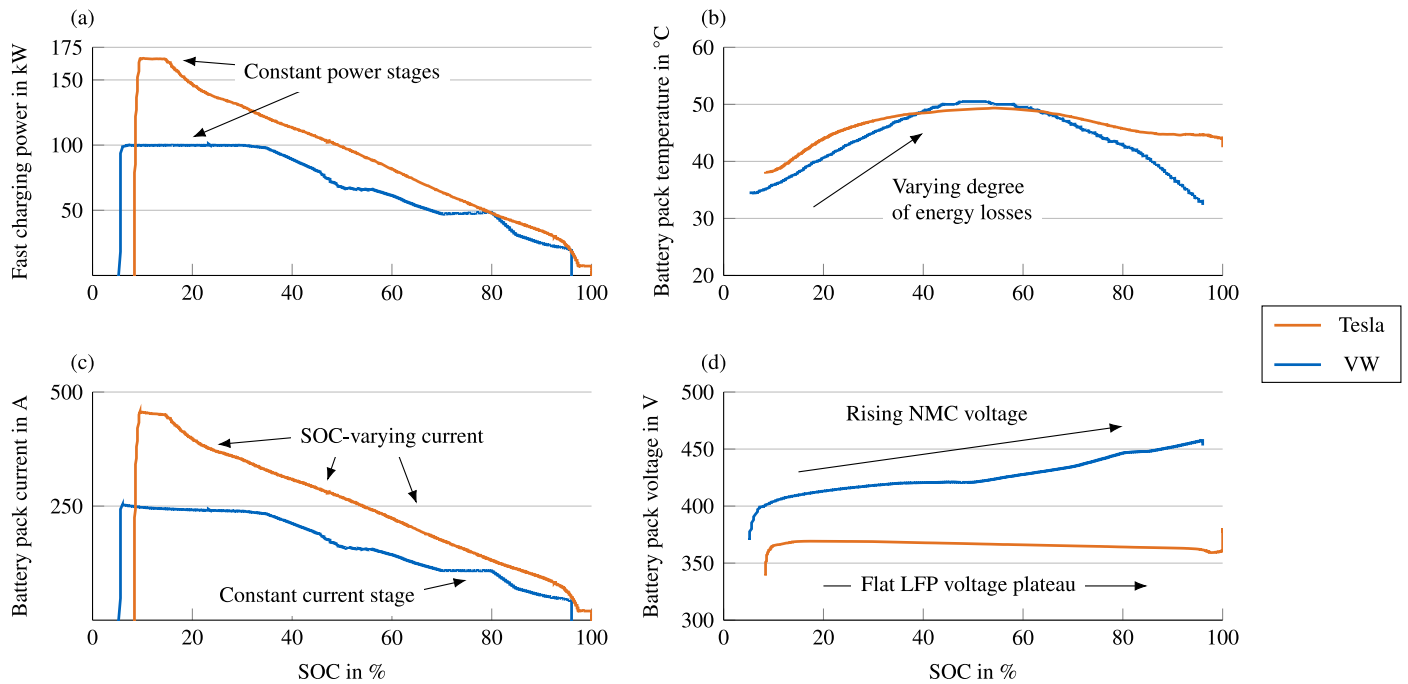 (a)
Fast charging power in kW
175
150
100
50
Constant power stages
0 20 40 60 80 100
(b)
Battery pack temperature in °C
60
50
40
30
20
Varying degree
of energy losses
0 20 40 60 80 100
Tesla
VW
(c)
Battery pack current in A
500
250
SOC-varying current
Constant current stage
0 20 40 60 80 100
SOC in %
(d)
Battery pack voltage in V
500
450
400
350
300
Rising NMC voltage
Flat LFP voltage plateau
0 20 40 60 80 100
SOC in %